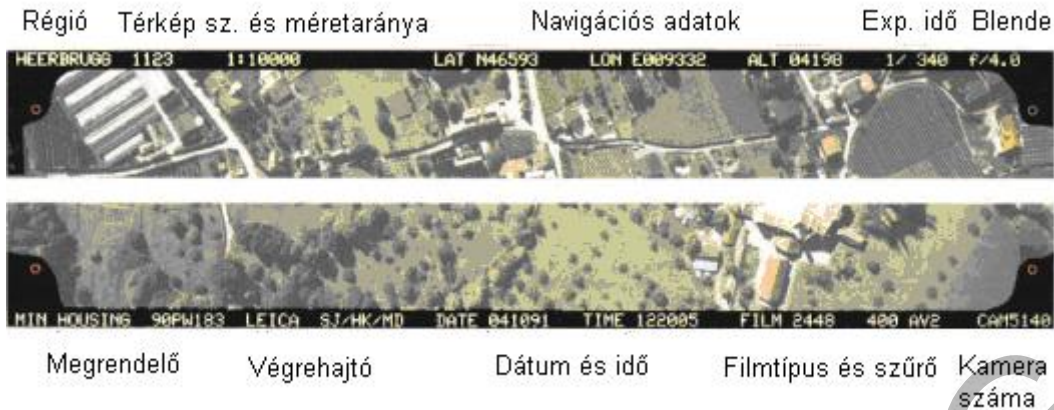 Régió Térkép sz. és méretaránya Navigációs adatok Exp. idő Blende
HEERBRUGG 1123 1:10000 LAT N46593 LON E009332 ALT 04198 1/ 340 f/4.0
MIN HOUSING 90PW183 LEICA SJ/HK/MD DATE 041091 TIME 122005 FILM 2448 400 AV2 CAM5140
Megrendelő Végrehajtó Dátum és idő Filmtípus és szűrő Kamera
száma